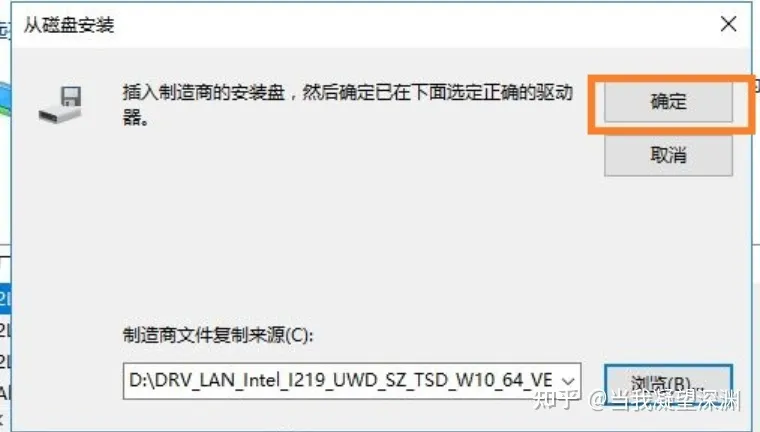 从磁盘安装
插入制造商的安装盘，然后确定已在下面选定正确的驱动
器。
确定
取消
制造商文件复制来源(C):
D:\DRV_LAN_Intel_I219_UWD_SZ_TSD_W10_64_VE
浏览(B)...
知乎 @当我凝望深渊